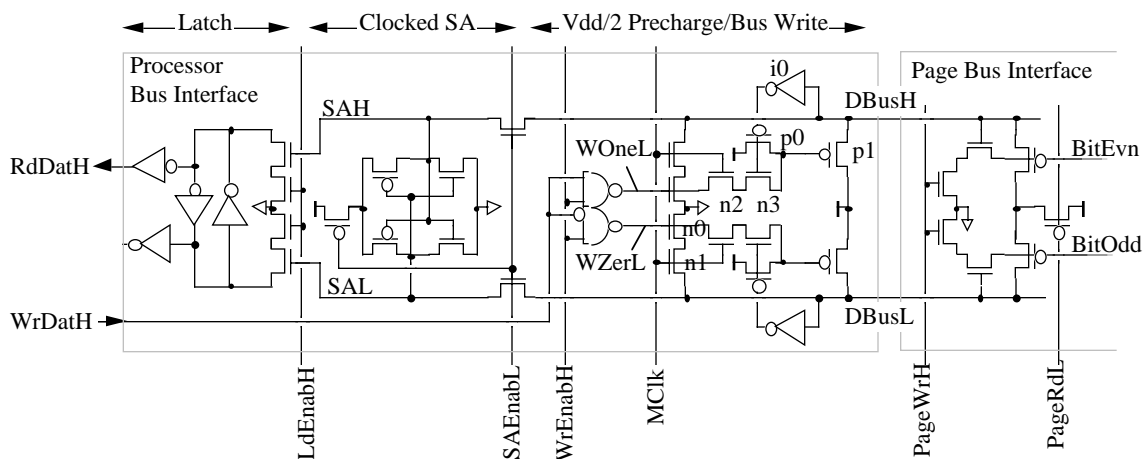 Latch Clocked SA Vdd/2 Precharge/Bus Write
Processor
Bus Interface
Page Bus Interface
i0
SAH
DBusH
RdDatH
WOneL
p0
p1
BitEvn
n2 n3
n0
WZerL
n1
BitOdd
SAL
WrDatH
DBusL
LdEnabH
SAEnabL
WrEnabH
MClk
PageWrH
PageRdL